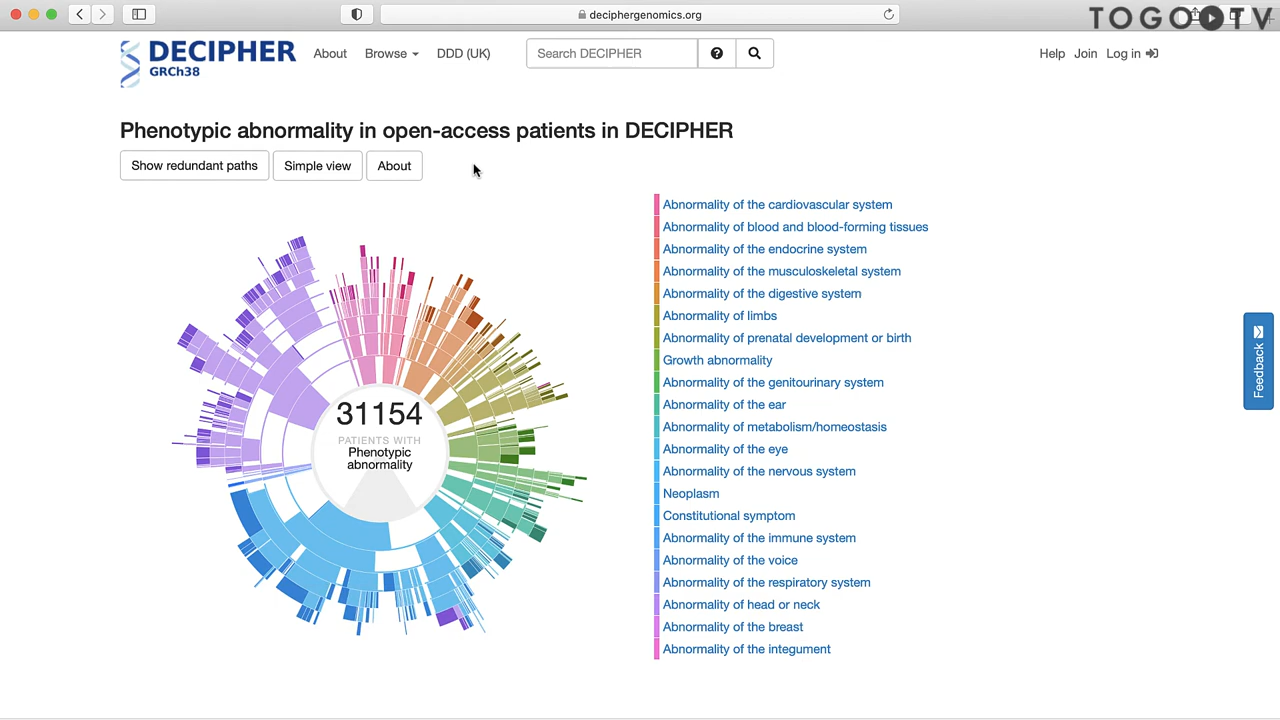 deciphergenomics.org
TOGO TV
DECIPHER
GRCh38
About
Browse
DDD (UK)
Search DECIPHER
Help
Join
Log in
Phenotypic abnormality in open-access patients in DECIPHER
Show redundant paths
Simple view
About
31154
PATIENTS WITH
Phenotypic
abnormality
Abnormality of the cardiovascular system
Abnormality of blood and blood-forming tissues
Abnormality of the endocrine system
Abnormality of the musculoskeletal system
Abnormality of the digestive system
Abnormality of limbs
Abnormality of prenatal development or birth
Growth abnormality
Abnormality of the genitourinary system
Abnormality of the ear
Abnormality of metabolism/homeostasis
Abnormality of the eye
Abnormality of the nervous system
Neoplasm
Constitutional symptom
Abnormality of the immune system
Abnormality of the voice
Abnormality of the respiratory system
Abnormality of head or neck
Abnormality of the breast
Abnormality of the integument
Feedback